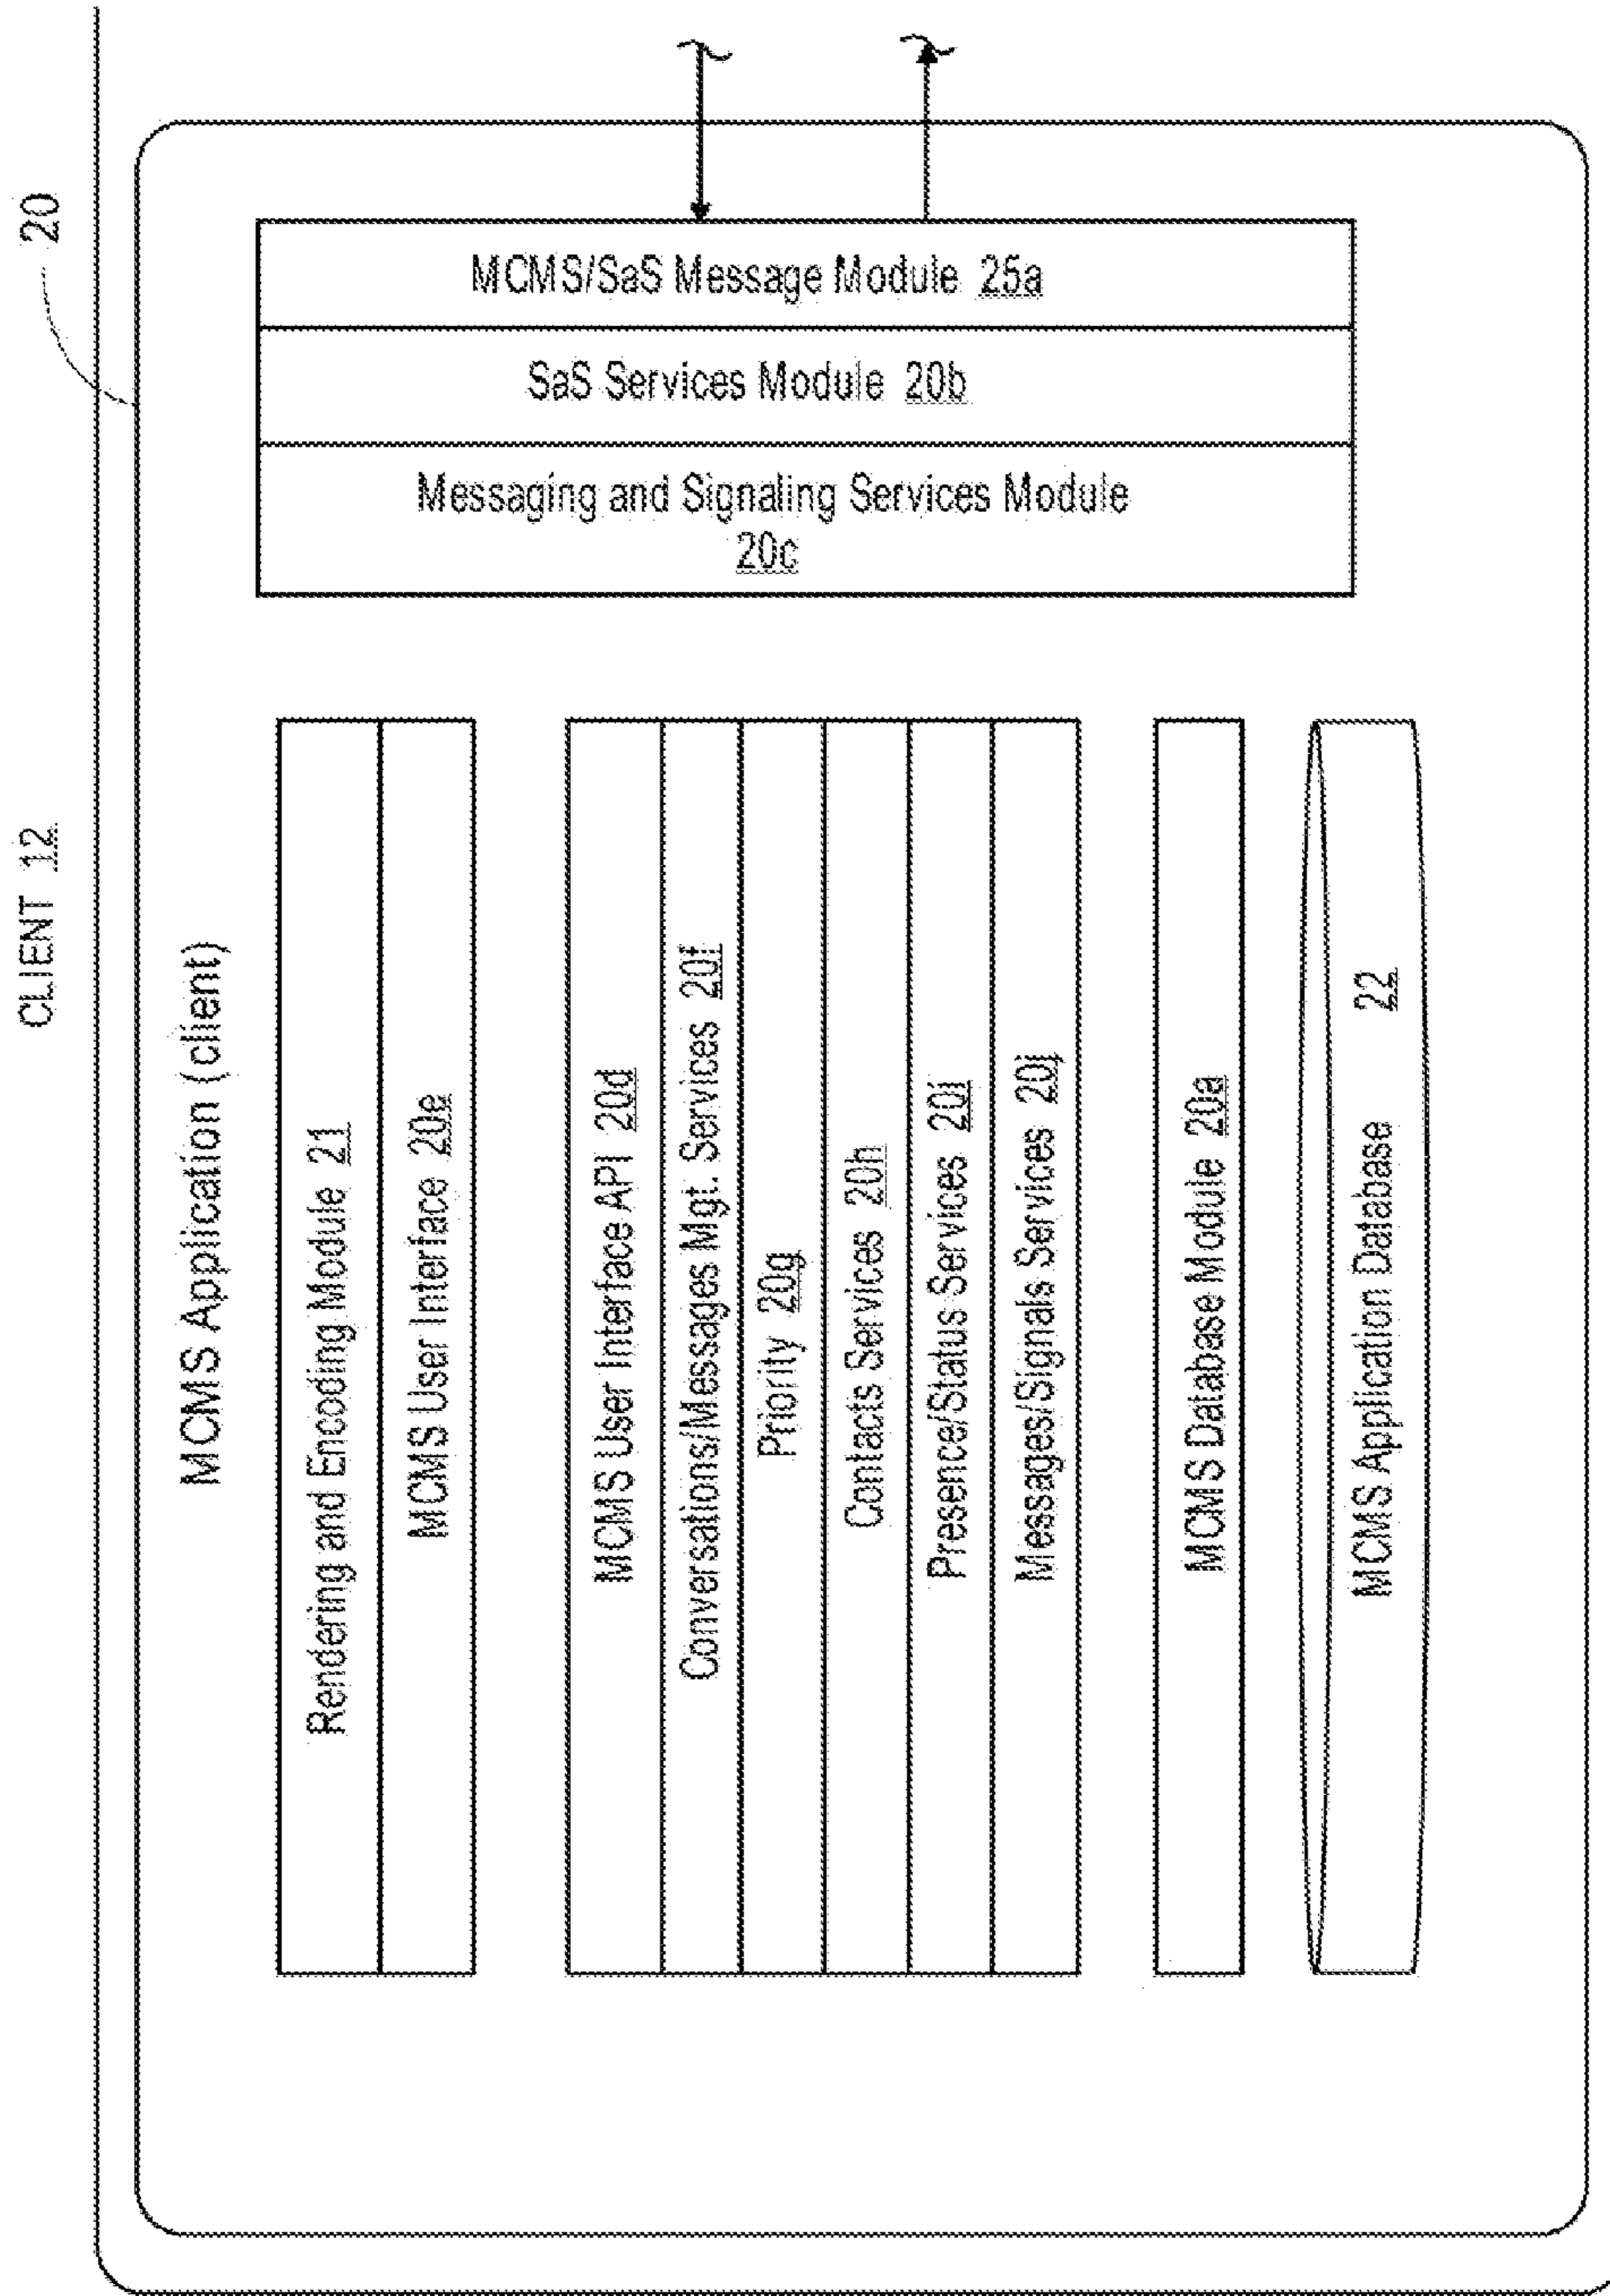 CLIENT 12
20
MCMS Application (client)
Rendering and Encoding Module 21
MCMS User Interface 20e
MCMS User Interface API 20d
Conversations/Messages Mgt. Services 20f
Priority 20g
Contacts Services 20h
Presence/Status Services 20i
Messages/Signals Services 20j
MCMS Database Module 20a
MCMS Application Database 22
MCMS/SaS Message Module 25a
SaS Services Module 20b
Messaging and Signaling Services Module
20c